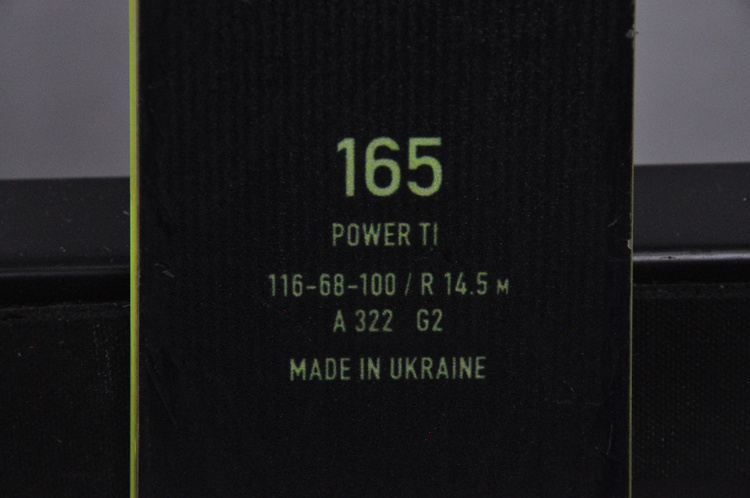 165
POWER TI
116-68-100 / R 14.5 M
A 322 G2
MADE IN UKRAINE